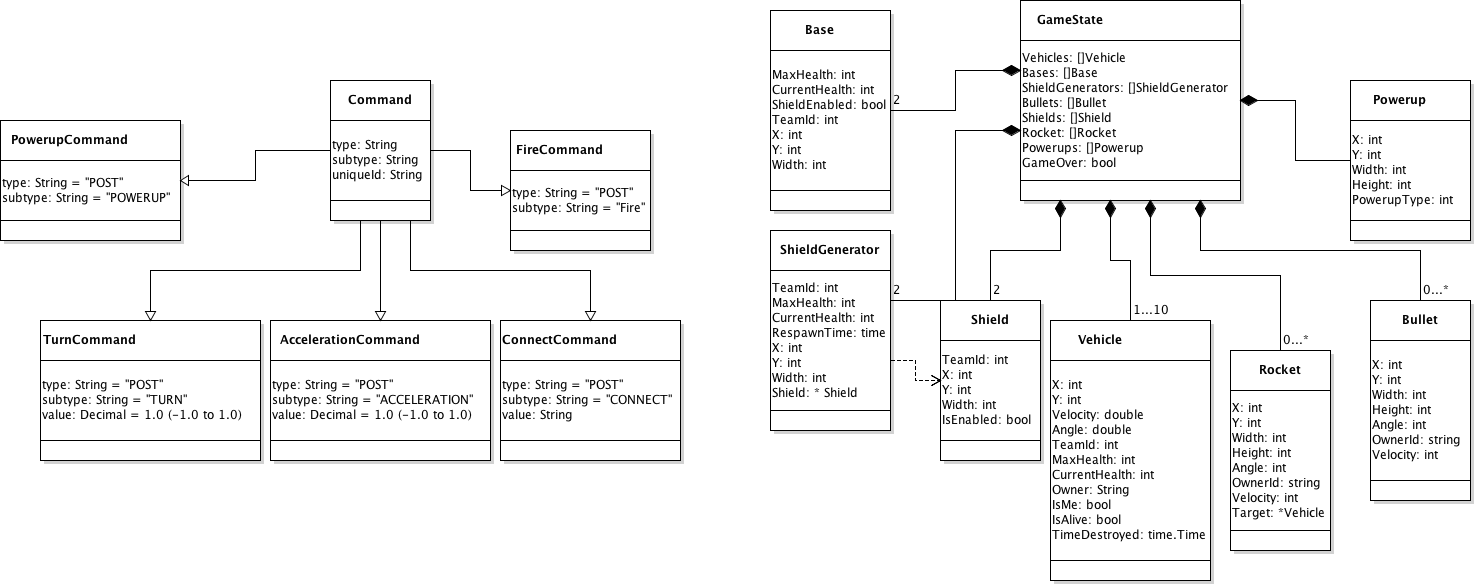 Command
type: String
subtype: String
uniqueId: String
PowerupCommand
type: String = "POST"
subtype: String = "POWERUP"
FireCommand
type: String = "POST"
subtype: String = "Fire"
TurnCommand
type: String = "POST"
subtype: String = "TURN"
value: Decimal = 1.0 (-1.0 to 1.0)
AccelerationCommand
type: String = "POST"
subtype: String = "ACCELERATION"
value: Decimal = 1.0 (-1.0 to 1.0)
ConnectCommand
type: String = "POST"
subtype: String = "CONNECT"
value: String
Base
MaxHealth: int
CurrentHealth: int
ShieldEnabled: bool
TeamId: int
X: int
Y: int
Width: int
2
GameState
Vehicles: []Vehicle
Bases: []Base
ShieldGenerators: []ShieldGenerator
Bullets: []Bullet
Shields: []Shield
Rocket: []Rocket
Powerups: []Powerup
GameOver: bool
Powerup
X: int
Y: int
Width: int
Height: int
PowerupType: int
ShieldGenerator
TeamId: int
MaxHealth: int
CurrentHealth: int
RespawnTime: time
X: int
Y: int
Width: int
Shield: * Shield
2
2
Shield
TeamId: int
X: int
Y: int
Width: int
IsEnabled: bool
1...10
Vehicle
X: int
Y: int
Velocity: double
Angle: double
TeamId: int
MaxHealth: int
CurrentHealth: int
Owner: String
IsMe: bool
IsAlive: bool
TimeDestroyed: time.Time
0...*
Rocket
X: int
Y: int
Width: int
Height: int
Angle: int
OwnerId: string
Velocity: int
Target: *Vehicle
0...*
Bullet
X: int
Y: int
Width: int
Height: int
Angle: int
OwnerId: string
Velocity: int